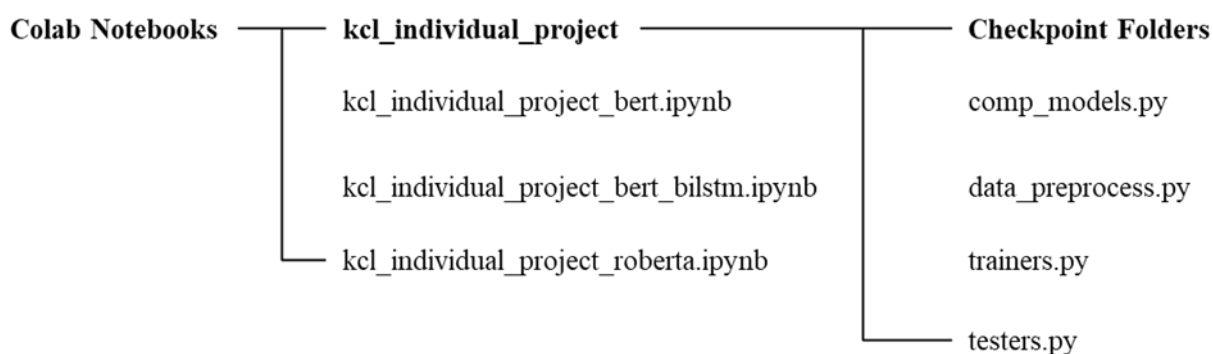 Colab Notebooks kcl_individual_project Checkpoint Folders
kcl_individual_project_bert.ipynb comp_models.py
kcl_individual_project_bert_bilstm.ipynb data_preprocess.py
kcl_individual_project_roberta.ipynb trainers.py
testers.py